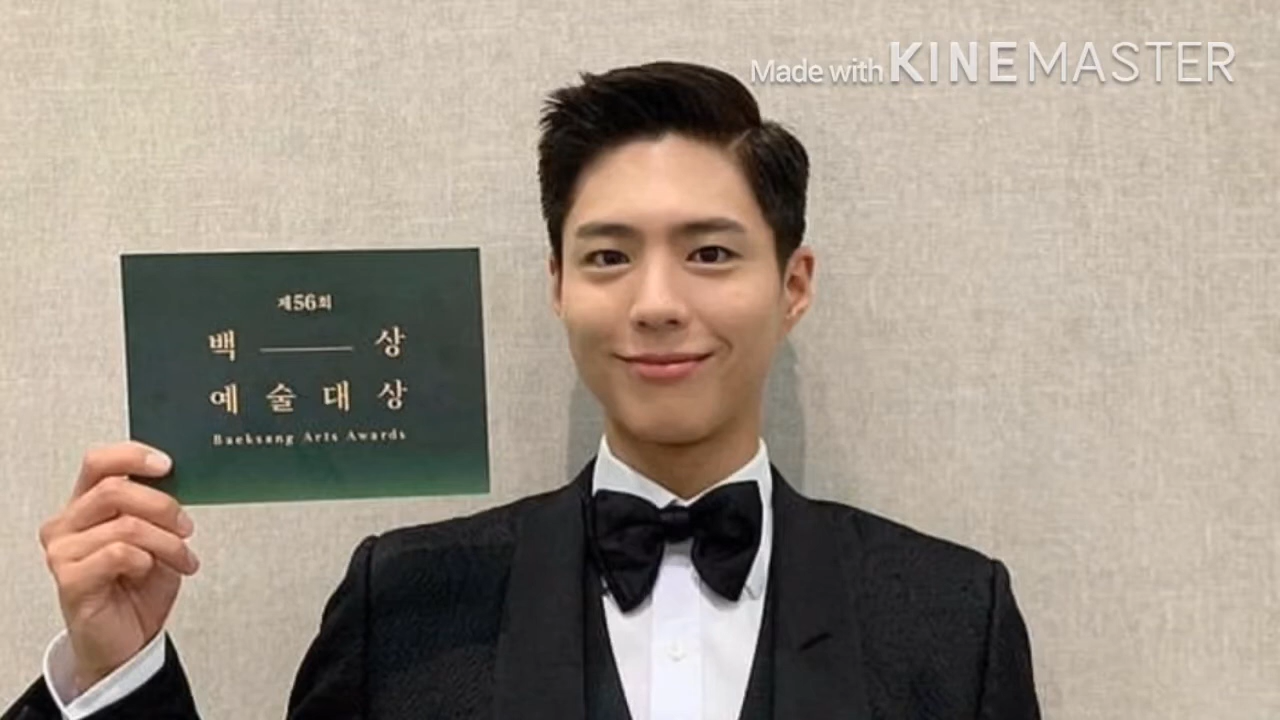 Made with KINEMASTER
제56회
백 상
예 술 대 상
Baeksang Arts Awards